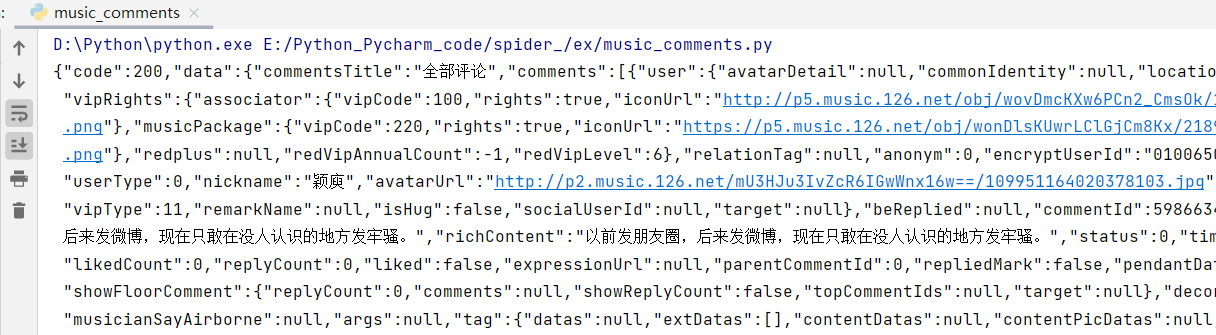 music_comments
D:\Python\python.exe E:/Python_Pycharm_code/spider_/ex/music_comments.py
{"code":200,"data":{"commentsTitle":"全部评论","comments":[{"user":{"avatarDetail":null,"commonIdentity":null,"locatio
"vipRights":{"associator":{"vipCode":100,"rights":true,"iconUrl":"http://p5.music.126.net/obj/wovDmcKXw6PCn2_CmsOk/
.png"},"musicPackage":{"vipCode":220,"rights":true,"iconUrl":"https://p5.music.126.net/obj/wonDlsKUwrLClGjCm8Kx/218
.png"},"redplus":null,"redVipAnnualCount":-1,"redVipLevel":6},"relationTag":null,"anonym":0,"encryptUserId":"0100650
"userType":0,"nickname":"颖庾","avatarUrl":"http://p2.music.126.net/mU3HJu3IvZcR6IGwWnx16w==/109951164020378103.jpg"
"vipType":11,"remarkName":null,"isHug":false,"socialUserId":null,"target":null},"beReplied":null,"commentId":5986634
后来发微博，现在只敢在没人认识的地方发牢骚。","richContent":"以前发朋友圈，后来发微博，现在只敢在没人认识的地方发牢骚。","status":0,"tim
"likedCount":0,"replyCount":0,"liked":false,"expressionUrl":null,"parentCommentId":0,"repliedMark":false,"pendantDat
"showFloorComment":{"replyCount":0,"comments":null,"showReplyCount":false,"topCommentIds":null,"target":null},"decor
"musicianSayAirborne":null,"args":null,"tag":{"datas":null,"extDatas":[],"contentDatas":null,"contentPicDatas":null